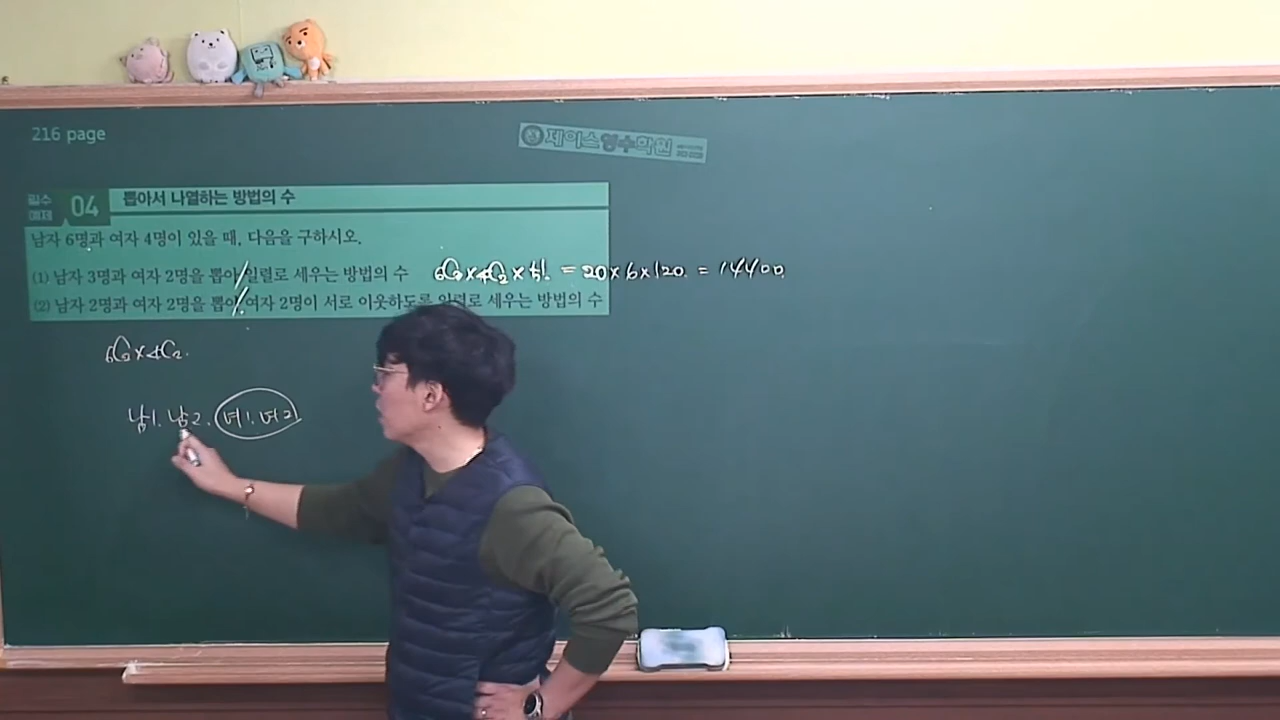 216 page
제이스영수학원
필수 예제 04 뽑아서 나열하는 방법의 수
남자 6명과 여자 4명이 있을 때, 다음을 구하시오.
(1) 남자 3명과 여자 2명을 뽑아 일렬로 세우는 방법의 수 ₆C₃×₄C₂×5! = 20×6×120 = 14400
(2) 남자 2명과 여자 2명을 뽑아 여자 2명이 서로 이웃하도록 일렬로 세우는 방법의 수
₆C₂×₄C₂
남1. 남2. 여1. 여2